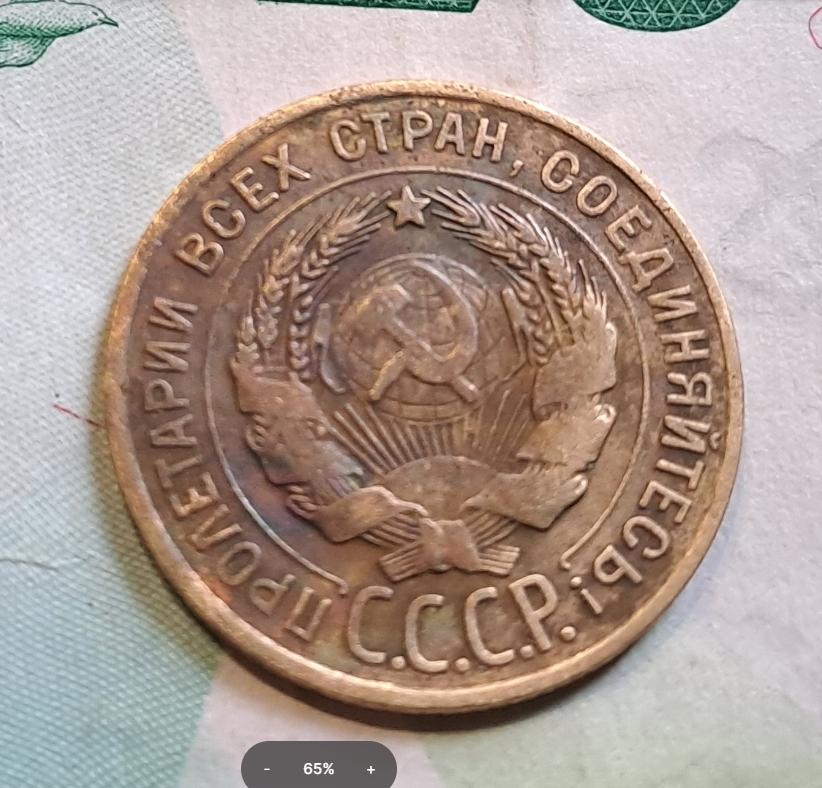 ПРОЛЕТАРИИ ВСЕХ СТРАН, СОЕДИНЯЙТЕСЬ!
С.С.С.Р.
- 65% +